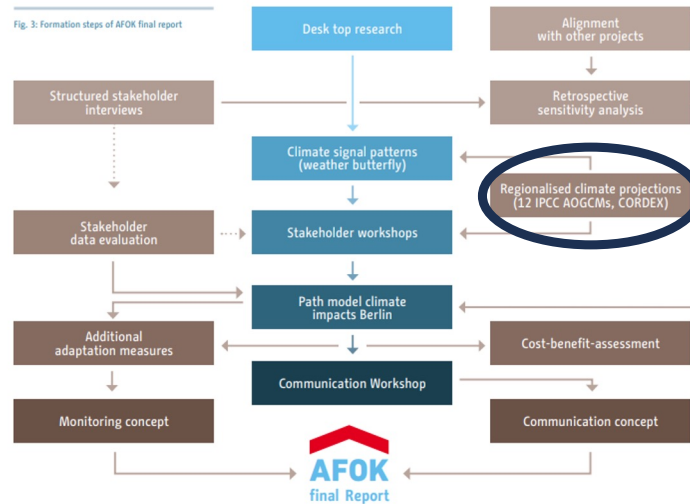 Fig. 3: Formation steps of AFOK final report
Desk top research
Alignment
with other projects
Structured stakeholder
interviews
Retrospective
sensitivity analysis
Climate signal patterns
(weather butterfly)
Regionalised climate projections
(12 IPCC AOGCMs, CORDEX)
Stakeholder
data evaluation
Stakeholder workshops
Path model climate
impacts Berlin
Additional
adaptation measures
Cost-benefit-assessment
Communication Workshop
Monitoring concept
Communication concept
AFOK
final Report